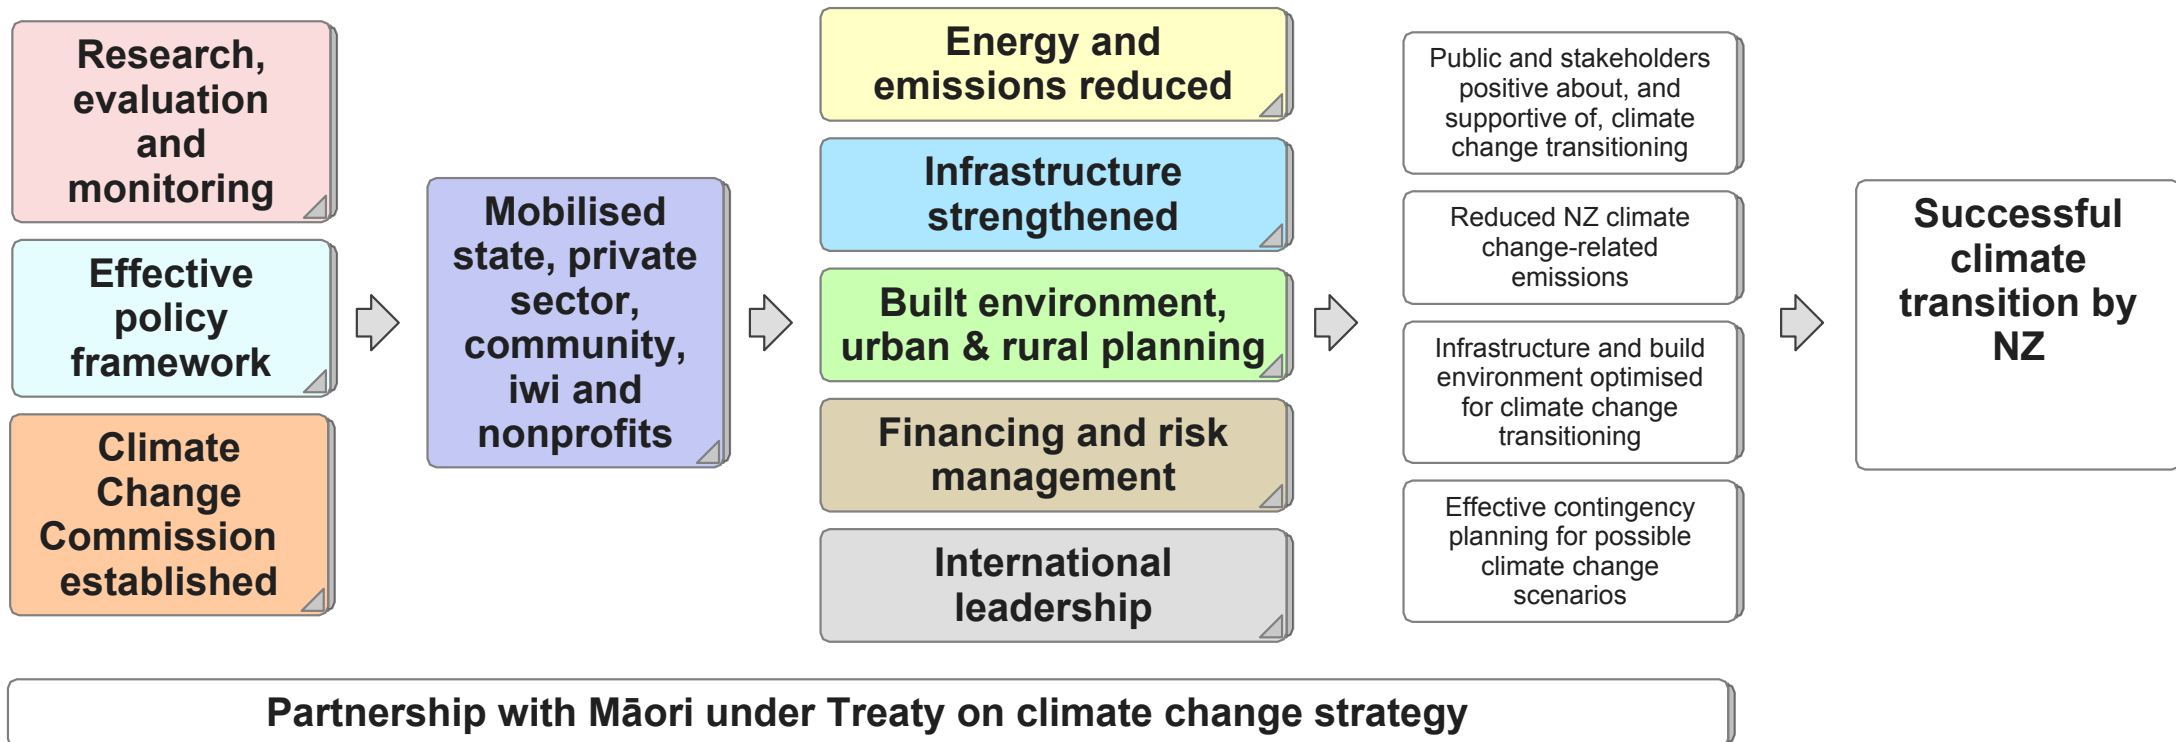 Research,
evaluation
and
monitoring
Effective
policy
framework
Climate
Change
Commission
established
Mobilised
state, private
sector,
community,
iwi and
nonprofits
Energy and
emissions reduced
Infrastructure
strengthened
Built environment,
urban & rural planning
Financing and risk
management
International
leadership
Public and stakeholders
positive about, and
supportive of, climate
change transitioning
Reduced NZ climate
change-related
emissions
Infrastructure and build
environment optimised
for climate change
transitioning
Effective contingency
planning for possible
climate change
scenarios
Successful
climate
transition by
NZ
Partnership with Māori under Treaty on climate change strategy